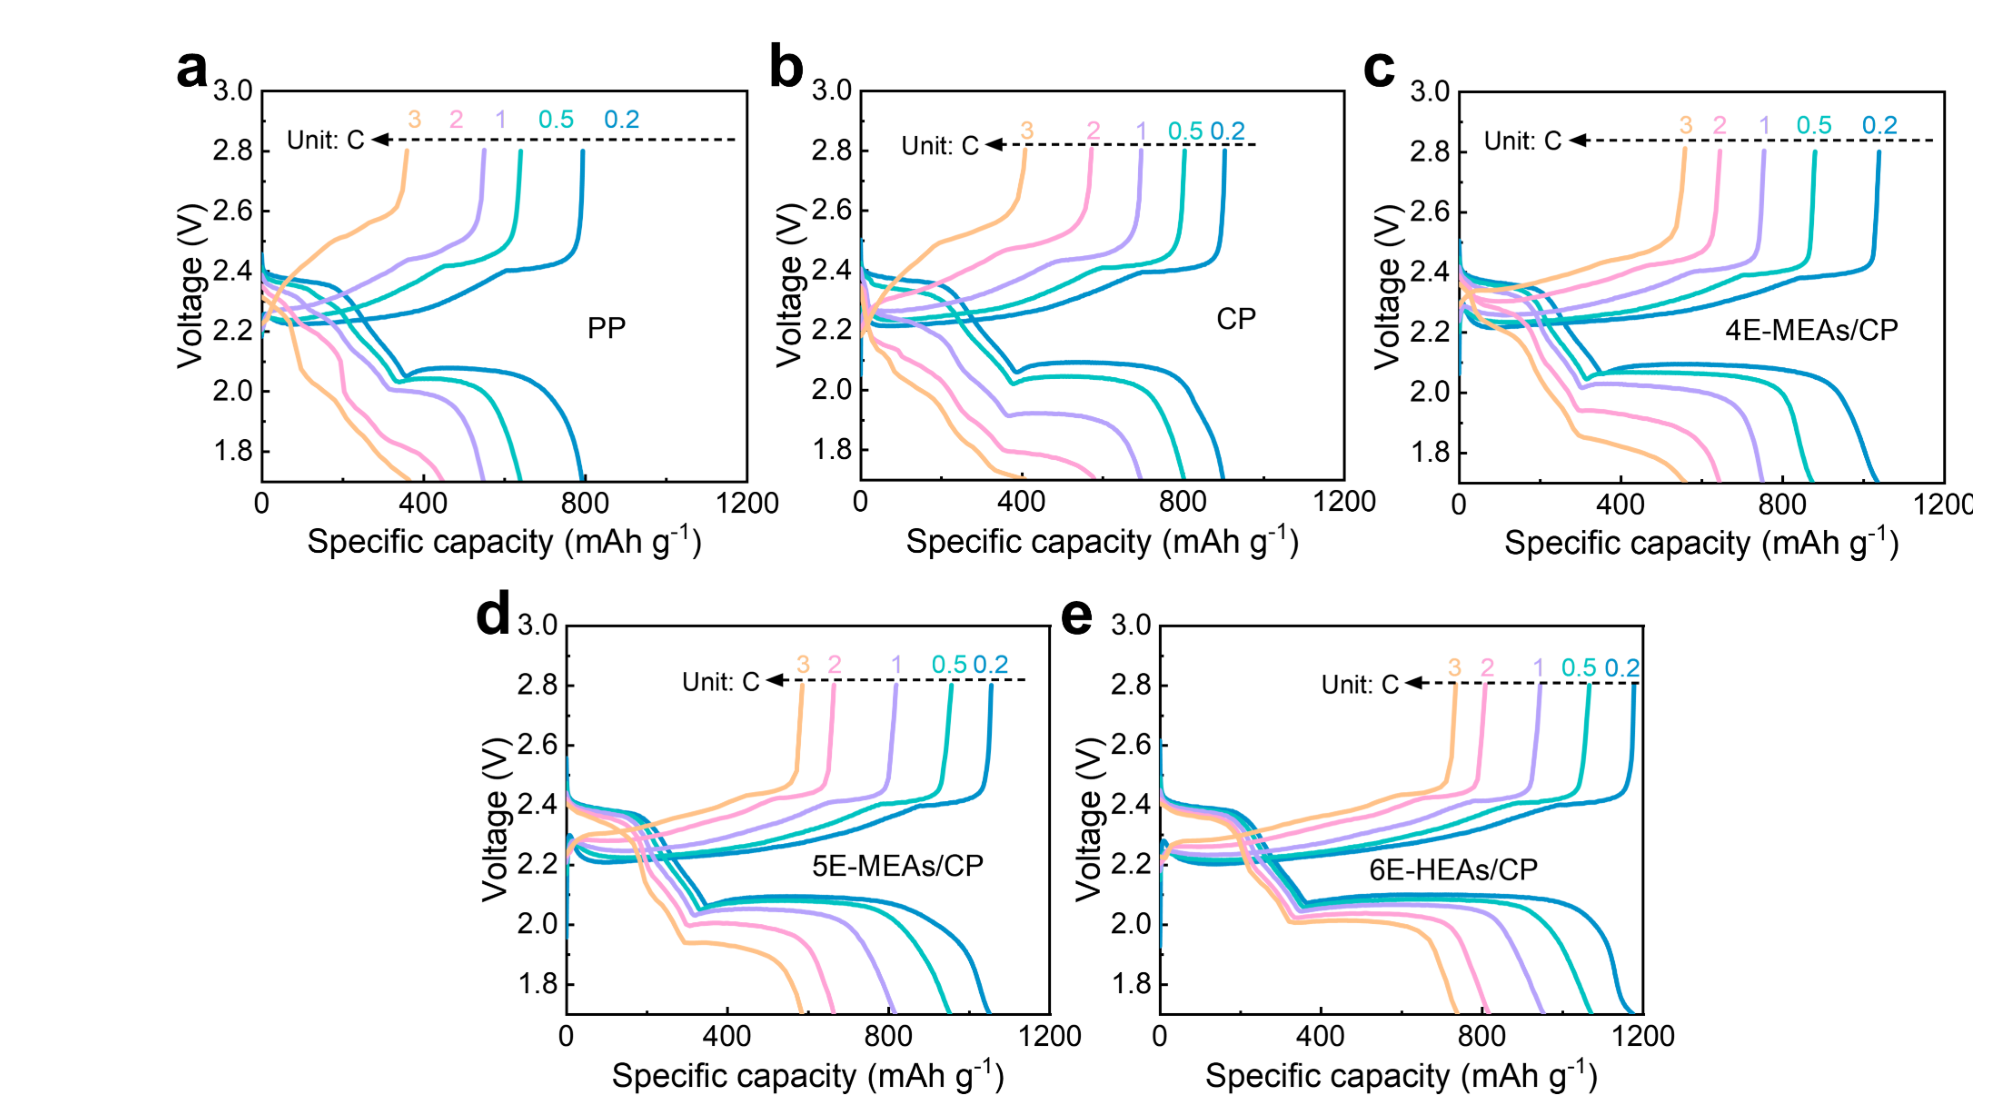 a
3.0
2.8
2.6
2.4
2.2
2.0
1.8
Voltage (V)
3 2 1 0.5 0.2
Unit: C
PP
0 400 800 1200
Specific capacity (mAh g⁻¹)
b
3.0
2.8
2.6
2.4
2.2
2.0
1.8
Voltage (V)
3 2 1 0.5 0.2
Unit: C
CP
0 400 800 1200
Specific capacity (mAh g⁻¹)
c
3.0
2.8
2.6
2.4
2.2
2.0
1.8
Voltage (V)
3 2 1 0.5 0.2
Unit: C
4E-MEAs/CP
0 400 800 1200
Specific capacity (mAh g⁻¹)
d
3.0
2.8
2.6
2.4
2.2
2.0
1.8
Voltage (V)
3 2 1 0.5 0.2
Unit: C
5E-MEAs/CP
0 400 800 1200
Specific capacity (mAh g⁻¹)
e
3.0
2.8
2.6
2.4
2.2
2.0
1.8
Voltage (V)
3 2 1 0.5 0.2
Unit: C
6E-HEAs/CP
0 400 800 1200
Specific capacity (mAh g⁻¹)